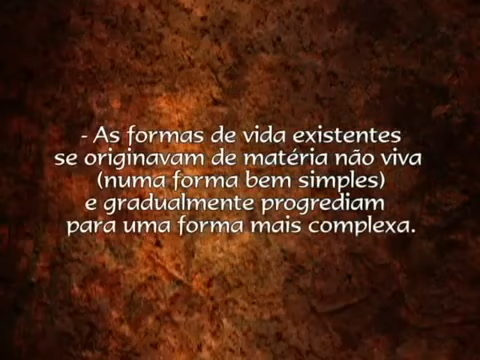 - As formas de vida existentes
se originavam de matéria não viva
(numa forma bem simples)
e gradualmente progrediam
para uma forma mais complexa.